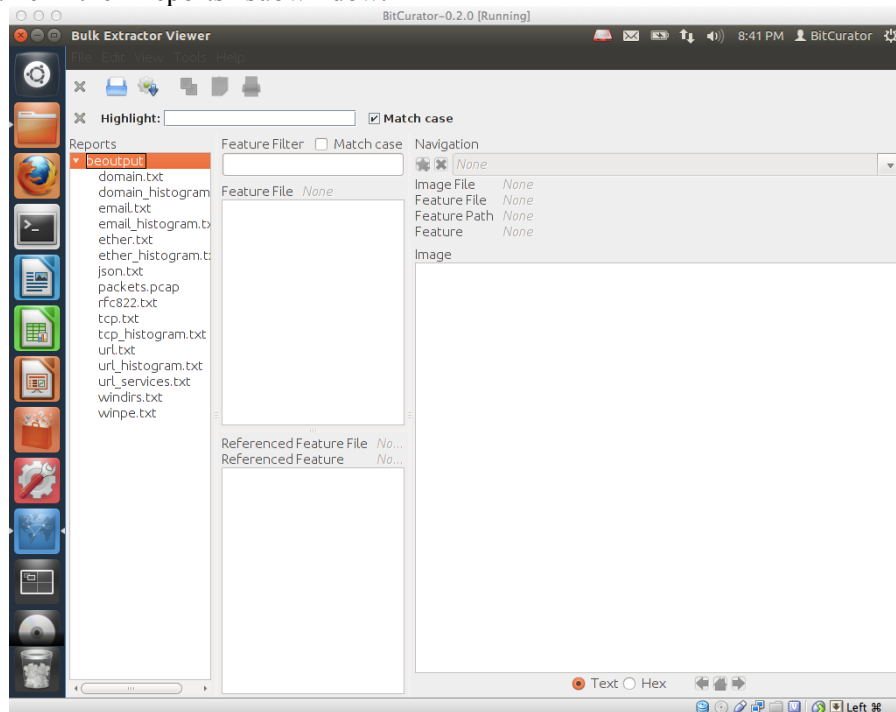 BitCurator-0.2.0 [Running]
Bulk Extractor Viewer
8:41 PM BitCurator
File Edit View Tools Help
Highlight:
Match case
Reports
beoutput
domain.txt
domain_histogram
email.txt
email_histogram.tx
ether.txt
ether_histogram.t
json.txt
packets.pcap
rfc822.txt
tcp.txt
tcp_histogram.txt
url.txt
url_histogram.txt
url_services.txt
windirs.txt
winpe.txt
Feature Filter Match case
Feature File None
Referenced Feature File No...
Referenced Feature No...
Navigation
None
Image File None
Feature File None
Feature Path None
Feature None
Image
Text Hex
Left ⌘